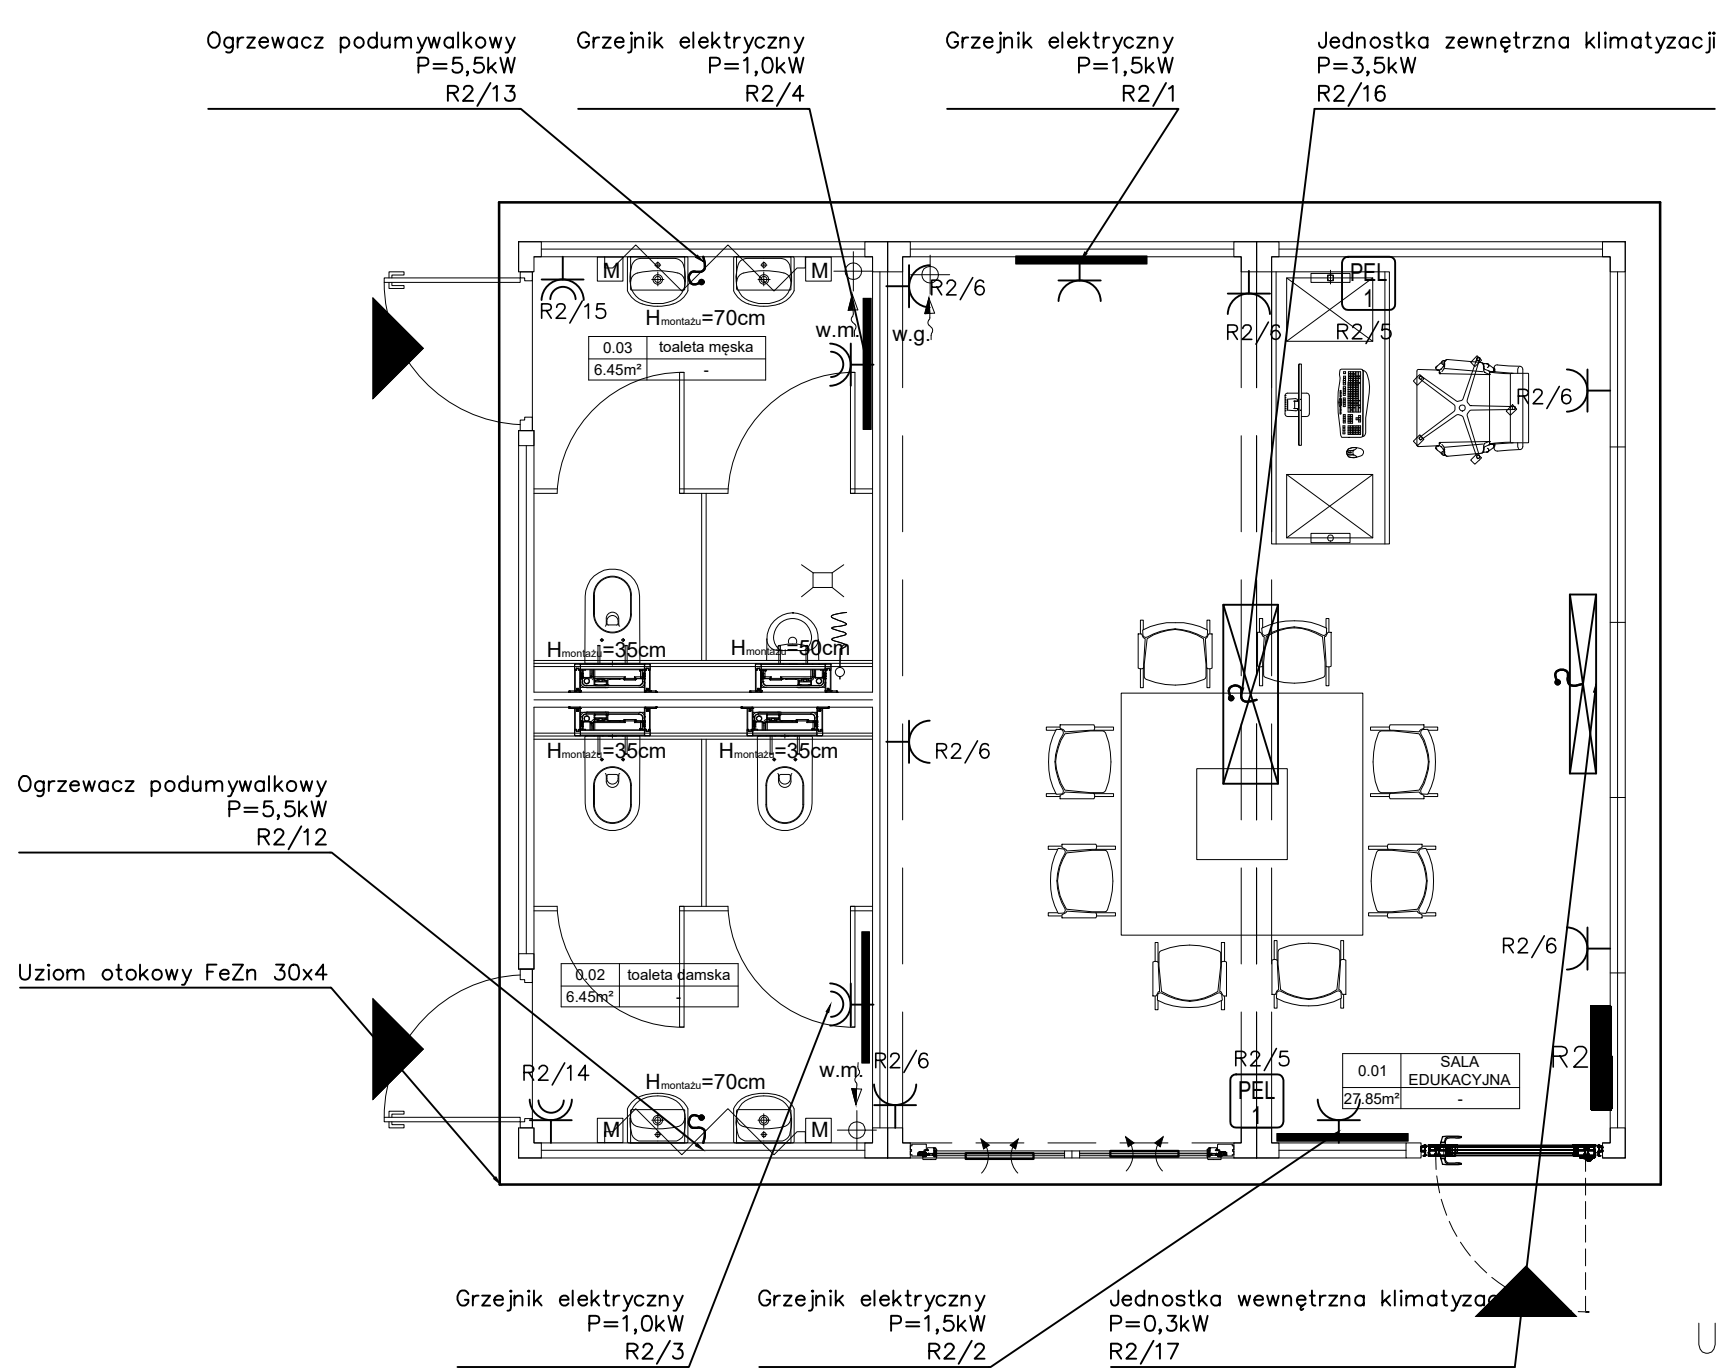 Ogrzewacz podumywalkowy
P=5,5kW
R2/13
Grzejnik elektryczny
P=1,0kW
R2/4
Grzejnik elektryczny
P=1,5kW
R2/1
Jednostka zewnętrzna klimatyzacji
P=3,5kW
R2/16
M
M
PEL
1
R2/15
R2/6
Hmontażu=70cm
w.m.
w.g.
R2/6
R2/5
0.03 toaleta męska
6.45m² -
R2/6
Hmontażu=35cm
Hmontażu=50cm
Hmontażu=35cm
Hmontażu=35cm
R2/6
Ogrzewacz podumywalkowy
P=5,5kW
R2/12
R2/6
Uziom otokowy FeZn 30x4
0.02 toaleta damska
6.45m² -
R2/14
Hmontażu=70cm
w.m.
R2/6
R2/5
PEL
1
0.01 SALA
EDUKACYJNA
27.85m² -
R2
M
M
Grzejnik elektryczny
P=1,0kW
R2/3
Grzejnik elektryczny
P=1,5kW
R2/2
Jednostka wewnętrzna klimatyzac
P=0,3kW
R2/17
U